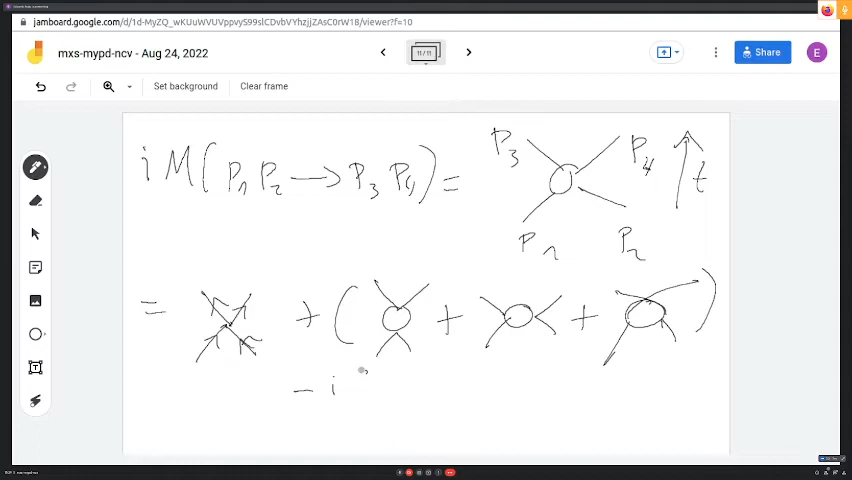 jamboard.google.com/d/1d-MyZQ_wKUuWVUVppvyS99slCDvbVYhzjjZAsC0rW18/viewer?f=10
mxs-mypd-ncv - Aug 24, 2022
11/11
Share
E
Set background
Clear frame
i M(P1 P2 → P3 P4) =
P3 P4 t
P1 P2
= + ( + + )
- i